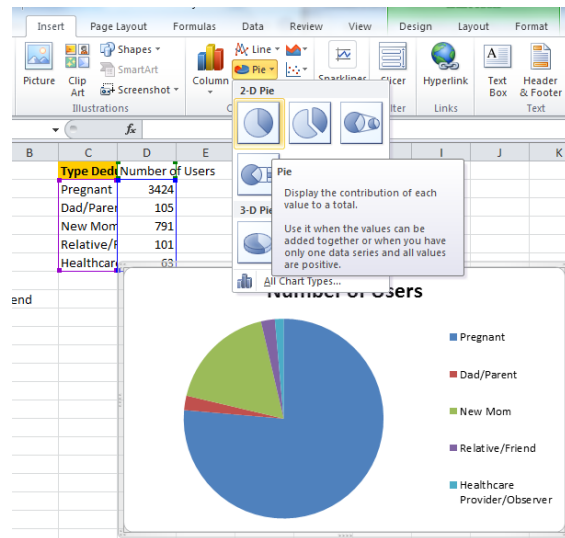 Insert Page Layout Formulas Data Review View Design Layout Format
Shapes
SmartArt
Screenshot
Picture
Clip
Art
Illustrations
Column
Line
Pie
Sparklines
Slicer
Hyperlink
Links
Text
Box
Header
& Footer
Text
2-D Pie
3-D Pie
All Chart Types...
Pie
Display the contribution of each
value to a total.
Use it when the values can be
added together or when you have
only one data series and all values
are positive.
fx
B C D E I J K
Type Dedu Number of Users
Pregnant 3424
Dad/Paren 105
New Mom 791
Relative/F 101
Healthcare 63
end
Number of Users
Pregnant
Dad/Parent
New Mom
Relative/Friend
Healthcare
Provider/Observer